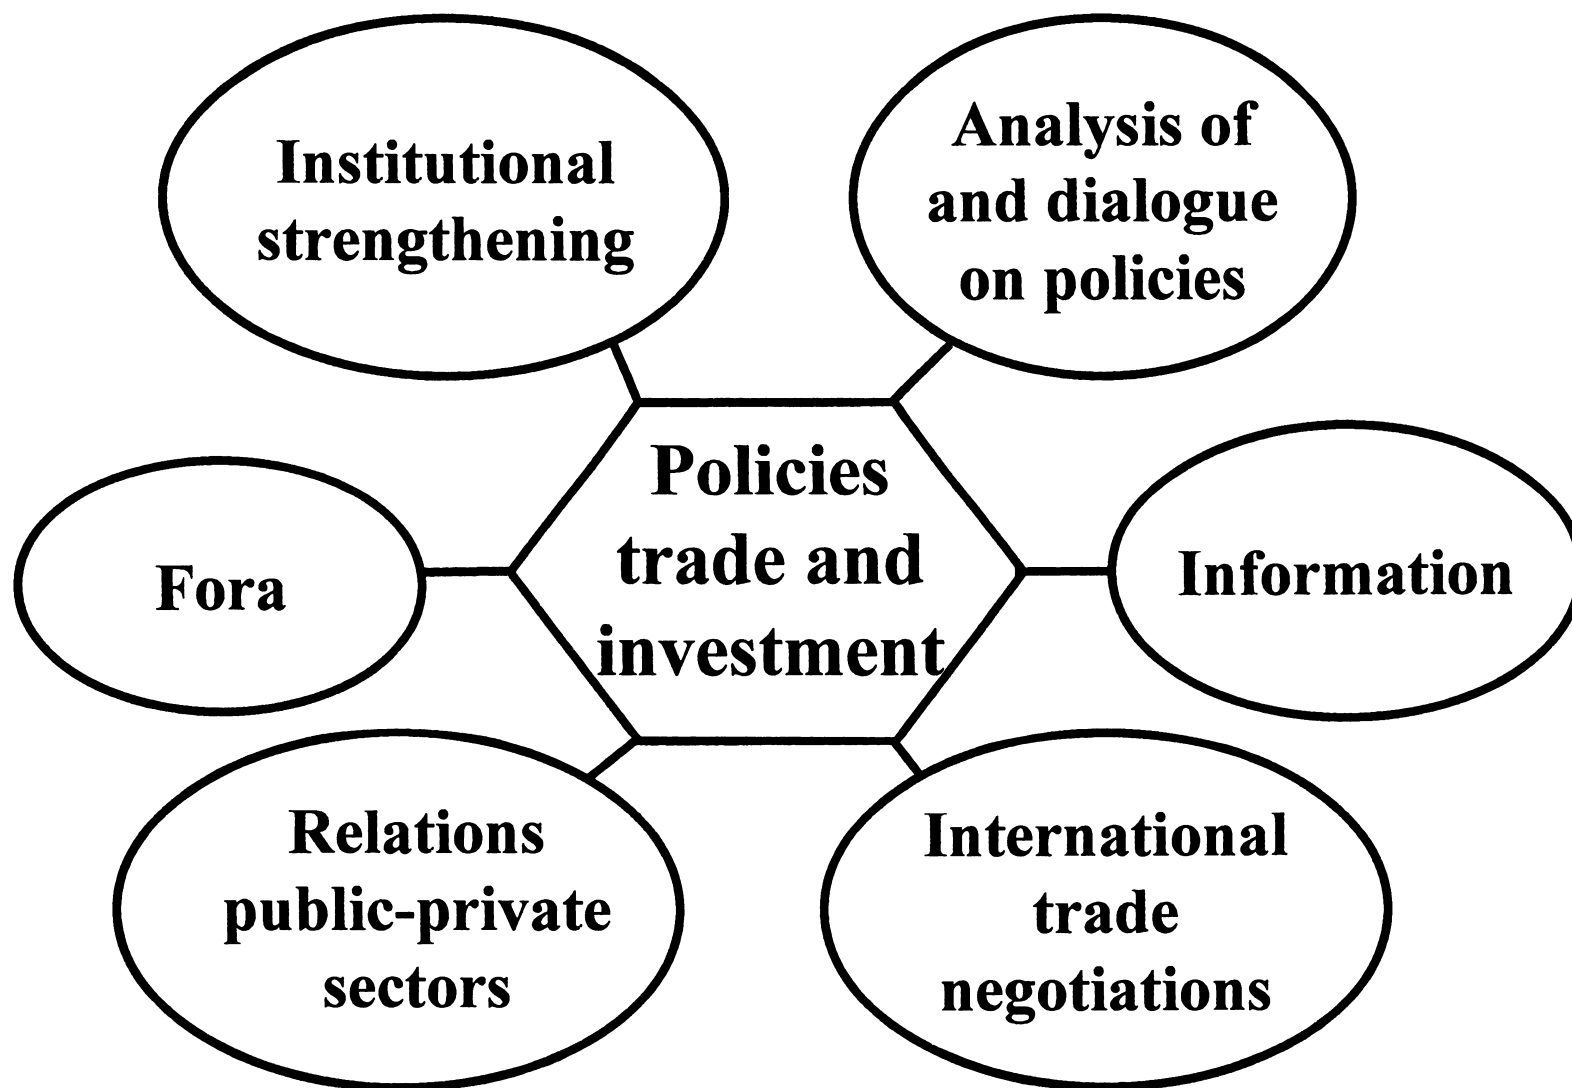 Institutional
strengthening
Analysis of
and dialogue
on policies
Policies
trade and
investment
Fora
Information
Relations
public-private
sectors
International
trade
negotiations